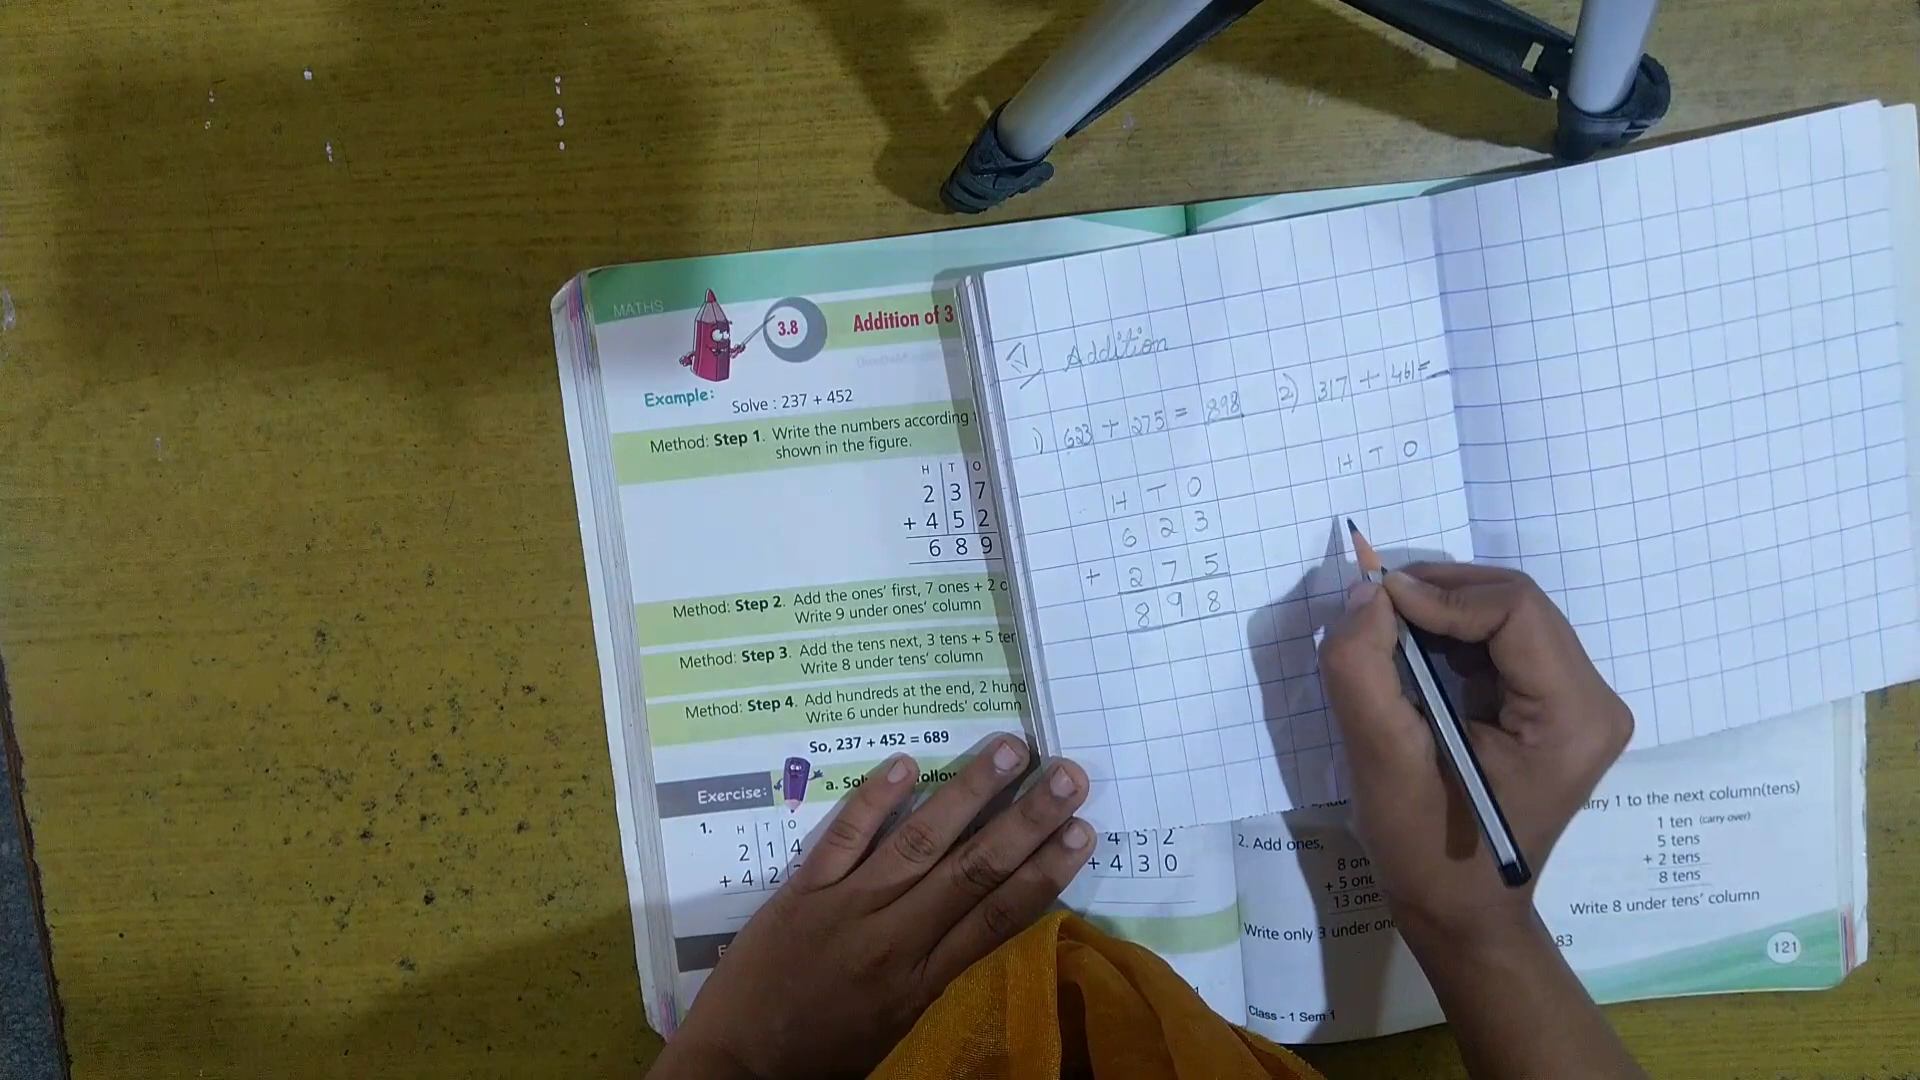 MATHS
3.8
Addition of 3
Example: Solve : 237 + 452
Method: Step 1. Write the numbers according
shown in the figure.
H T O
2 3 7
+ 4 5 2
6 8 9
Method: Step 2. Add the ones' first, 7 ones + 2
Write 9 under ones' column
Method: Step 3. Add the tens next, 3 tens + 5
Write 8 under tens' column
Method: Step 4. Add hundreds at the end, 2
Write 6 under hundreds' column
So, 237 + 452 = 689
Exercise: a.
1.
H T O
2 1 4
+ 4 2
4 5 2
+ 4 3 0
Addition
1) 623 + 275 = 898
H T O
6 2 3
+ 2 7 5
8 9 8
2) 317 + 461 =
H T O
2. Add ones,
8
+ 5
13
Write only 3 under
Class - 1 Sem 1
1 to the next column(tens)
1 ten (carry over)
5 tens
+ 2 tens
8 tens
Write 8 under tens' column
83
121